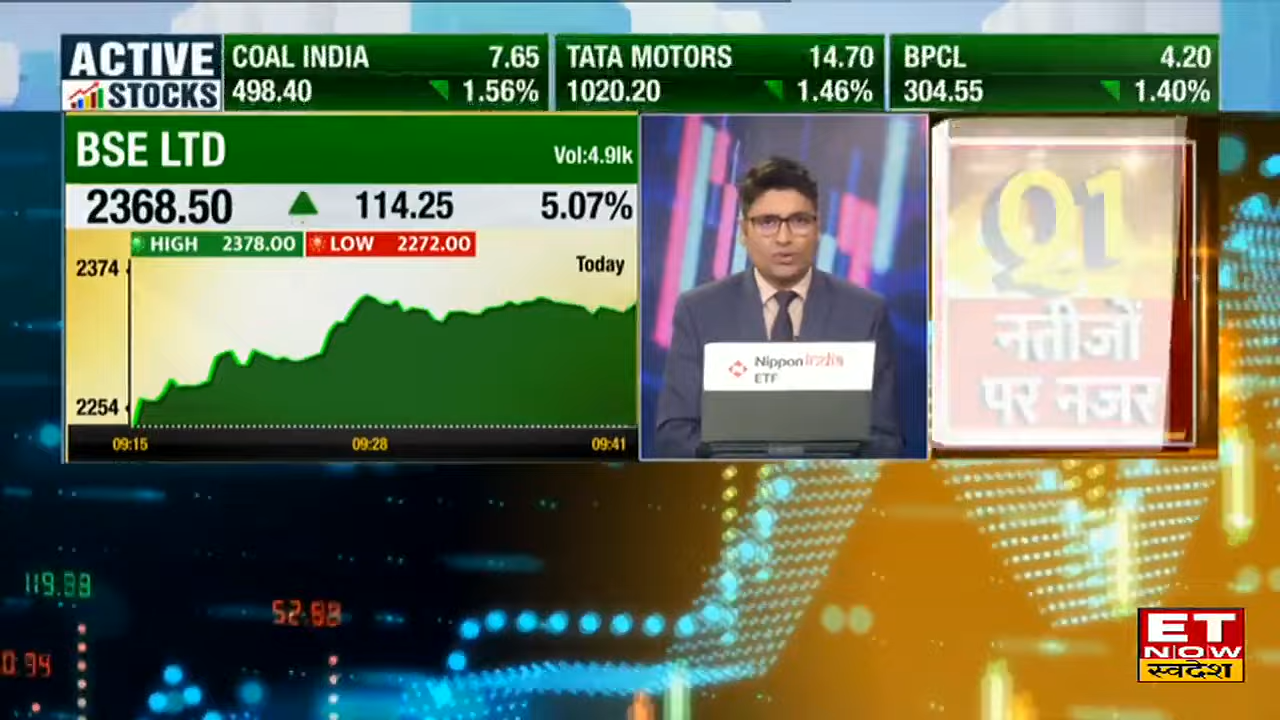 ACTIVE STOCKS
COAL INDIA 7.65
498.40 1.56%
TATA MOTORS 14.70
1020.20 1.46%
BPCL 4.20
304.55 1.40%
BSE LTD
Vol:4.9lk
2368.50 114.25 5.07%
HIGH 2378.00 LOW 2272.00
Today
2374
2254
09:15 09:28 09:41
Nippon India
ETF
Q1
नतीजों
पर नजर
119.88
52.88
0.94
ET
NOW
स्वदेश